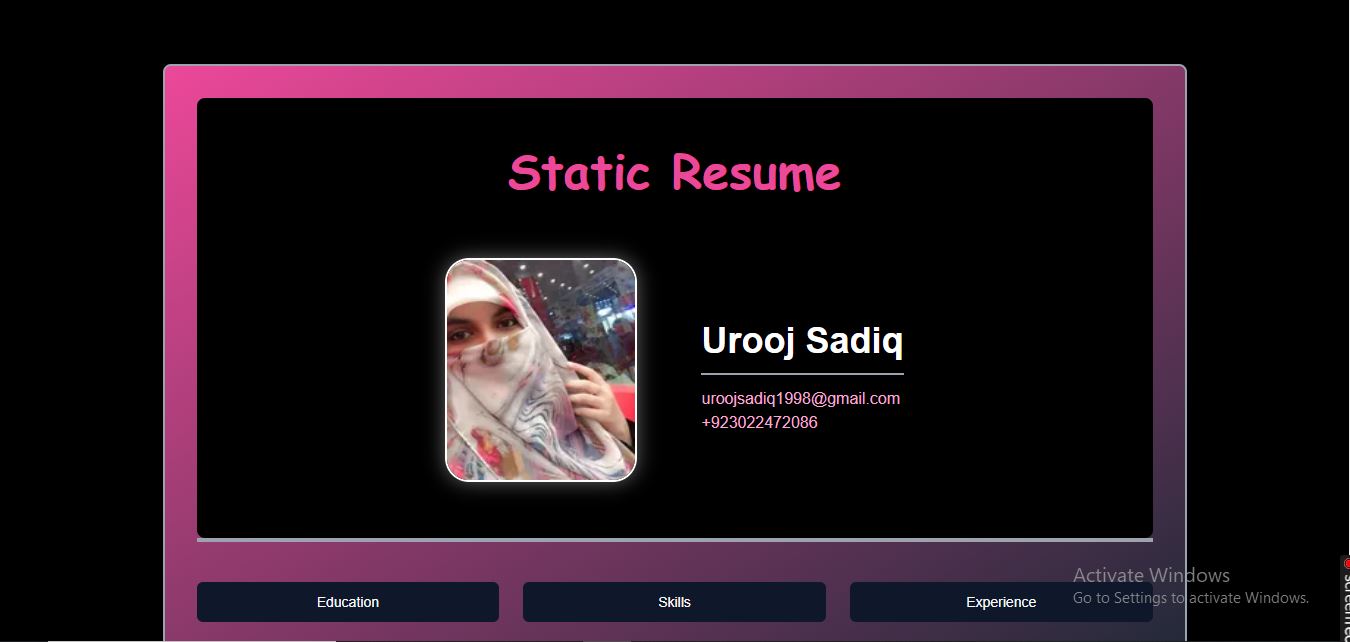 Static Resume
Urooj Sadiq
uroojsadiq1998@gmail.com
+923022472086
Education
Skills
Experience
Activate Windows
Go to Settings to activate Windows.